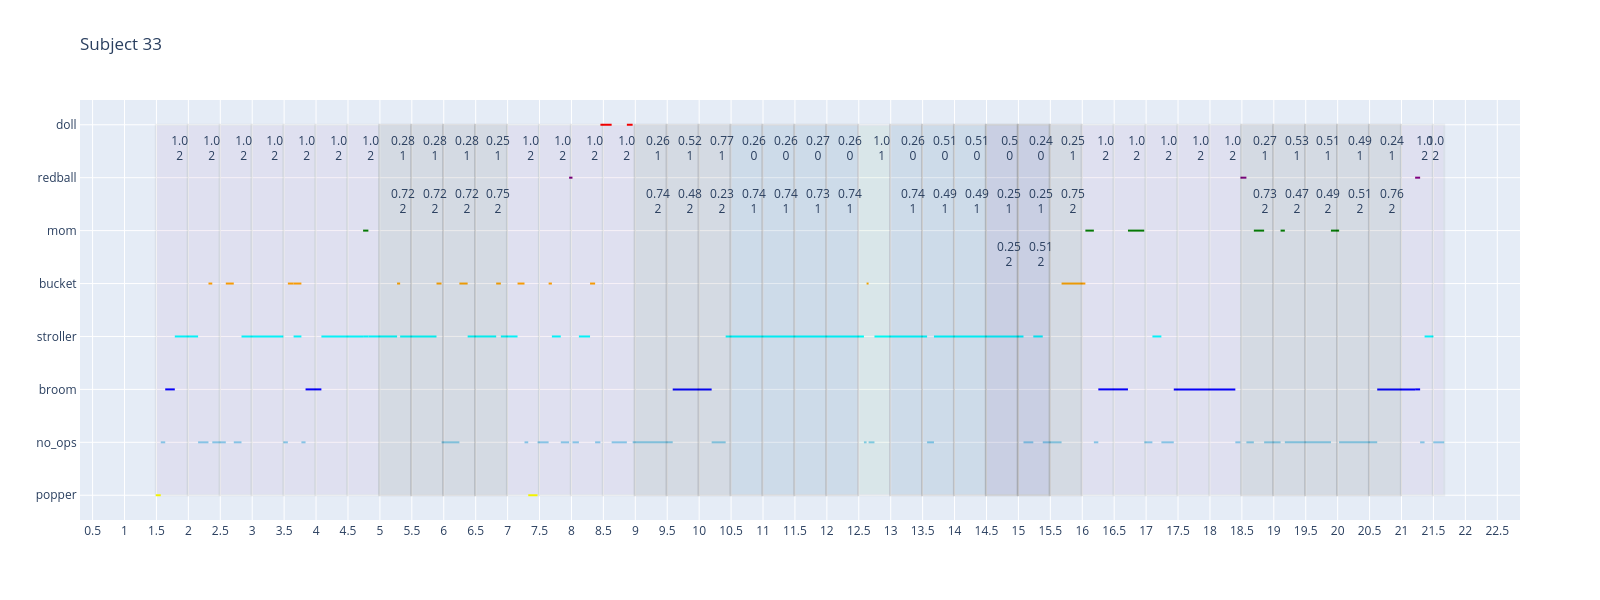 Subject 33
doll
1.0 1.0 1.0 1.0 1.0 1.0 1.0 0.28 0.28 0.28 0.25 1.0 1.0 1.0 1.0 0.26 0.52 0.77 0.26 0.26 0.27 0.26 1.0 0.26 0.51 0.51 0.5 0.24 0.25 1.0 1.0 1.0 1.0 1.0 0.27 0.53 0.51 0.49 0.24 1.0 1.0
2 2 2 2 2 2 2 1 1 1 1 2 2 2 2 1 1 1 0 0 0 0 1 0 0 0 0 0 1 2 2 2 2 2 1 1 1 1 1 2 2
redball
0.72 0.72 0.72 0.75 0.74 0.48 0.23 0.74 0.74 0.73 0.74 0.74 0.49 0.49 0.25 0.25 0.75 0.73 0.47 0.49 0.51 0.76
2 2 2 2 2 2 2 1 1 1 1 1 1 1 1 1 2 2 2 2 2 2
mom
0.25 0.51
2 2
bucket
stroller
broom
no_ops
popper
0.5 1 1.5 2 2.5 3 3.5 4 4.5 5 5.5 6 6.5 7 7.5 8 8.5 9 9.5 10 10.5 11 11.5 12 12.5 13 13.5 14 14.5 15 15.5 16 16.5 17 17.5 18 18.5 19 19.5 20 20.5 21 21.5 22 22.5